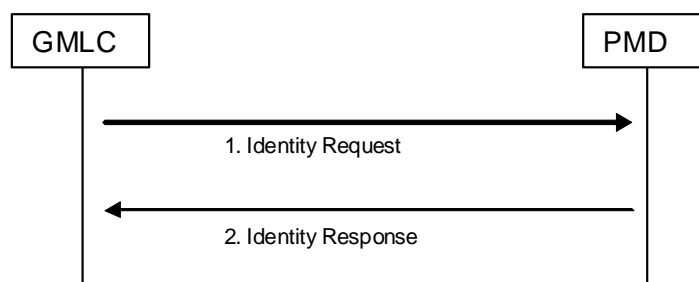 GMLC
PMD
1. Identity Request
2. Identity Response